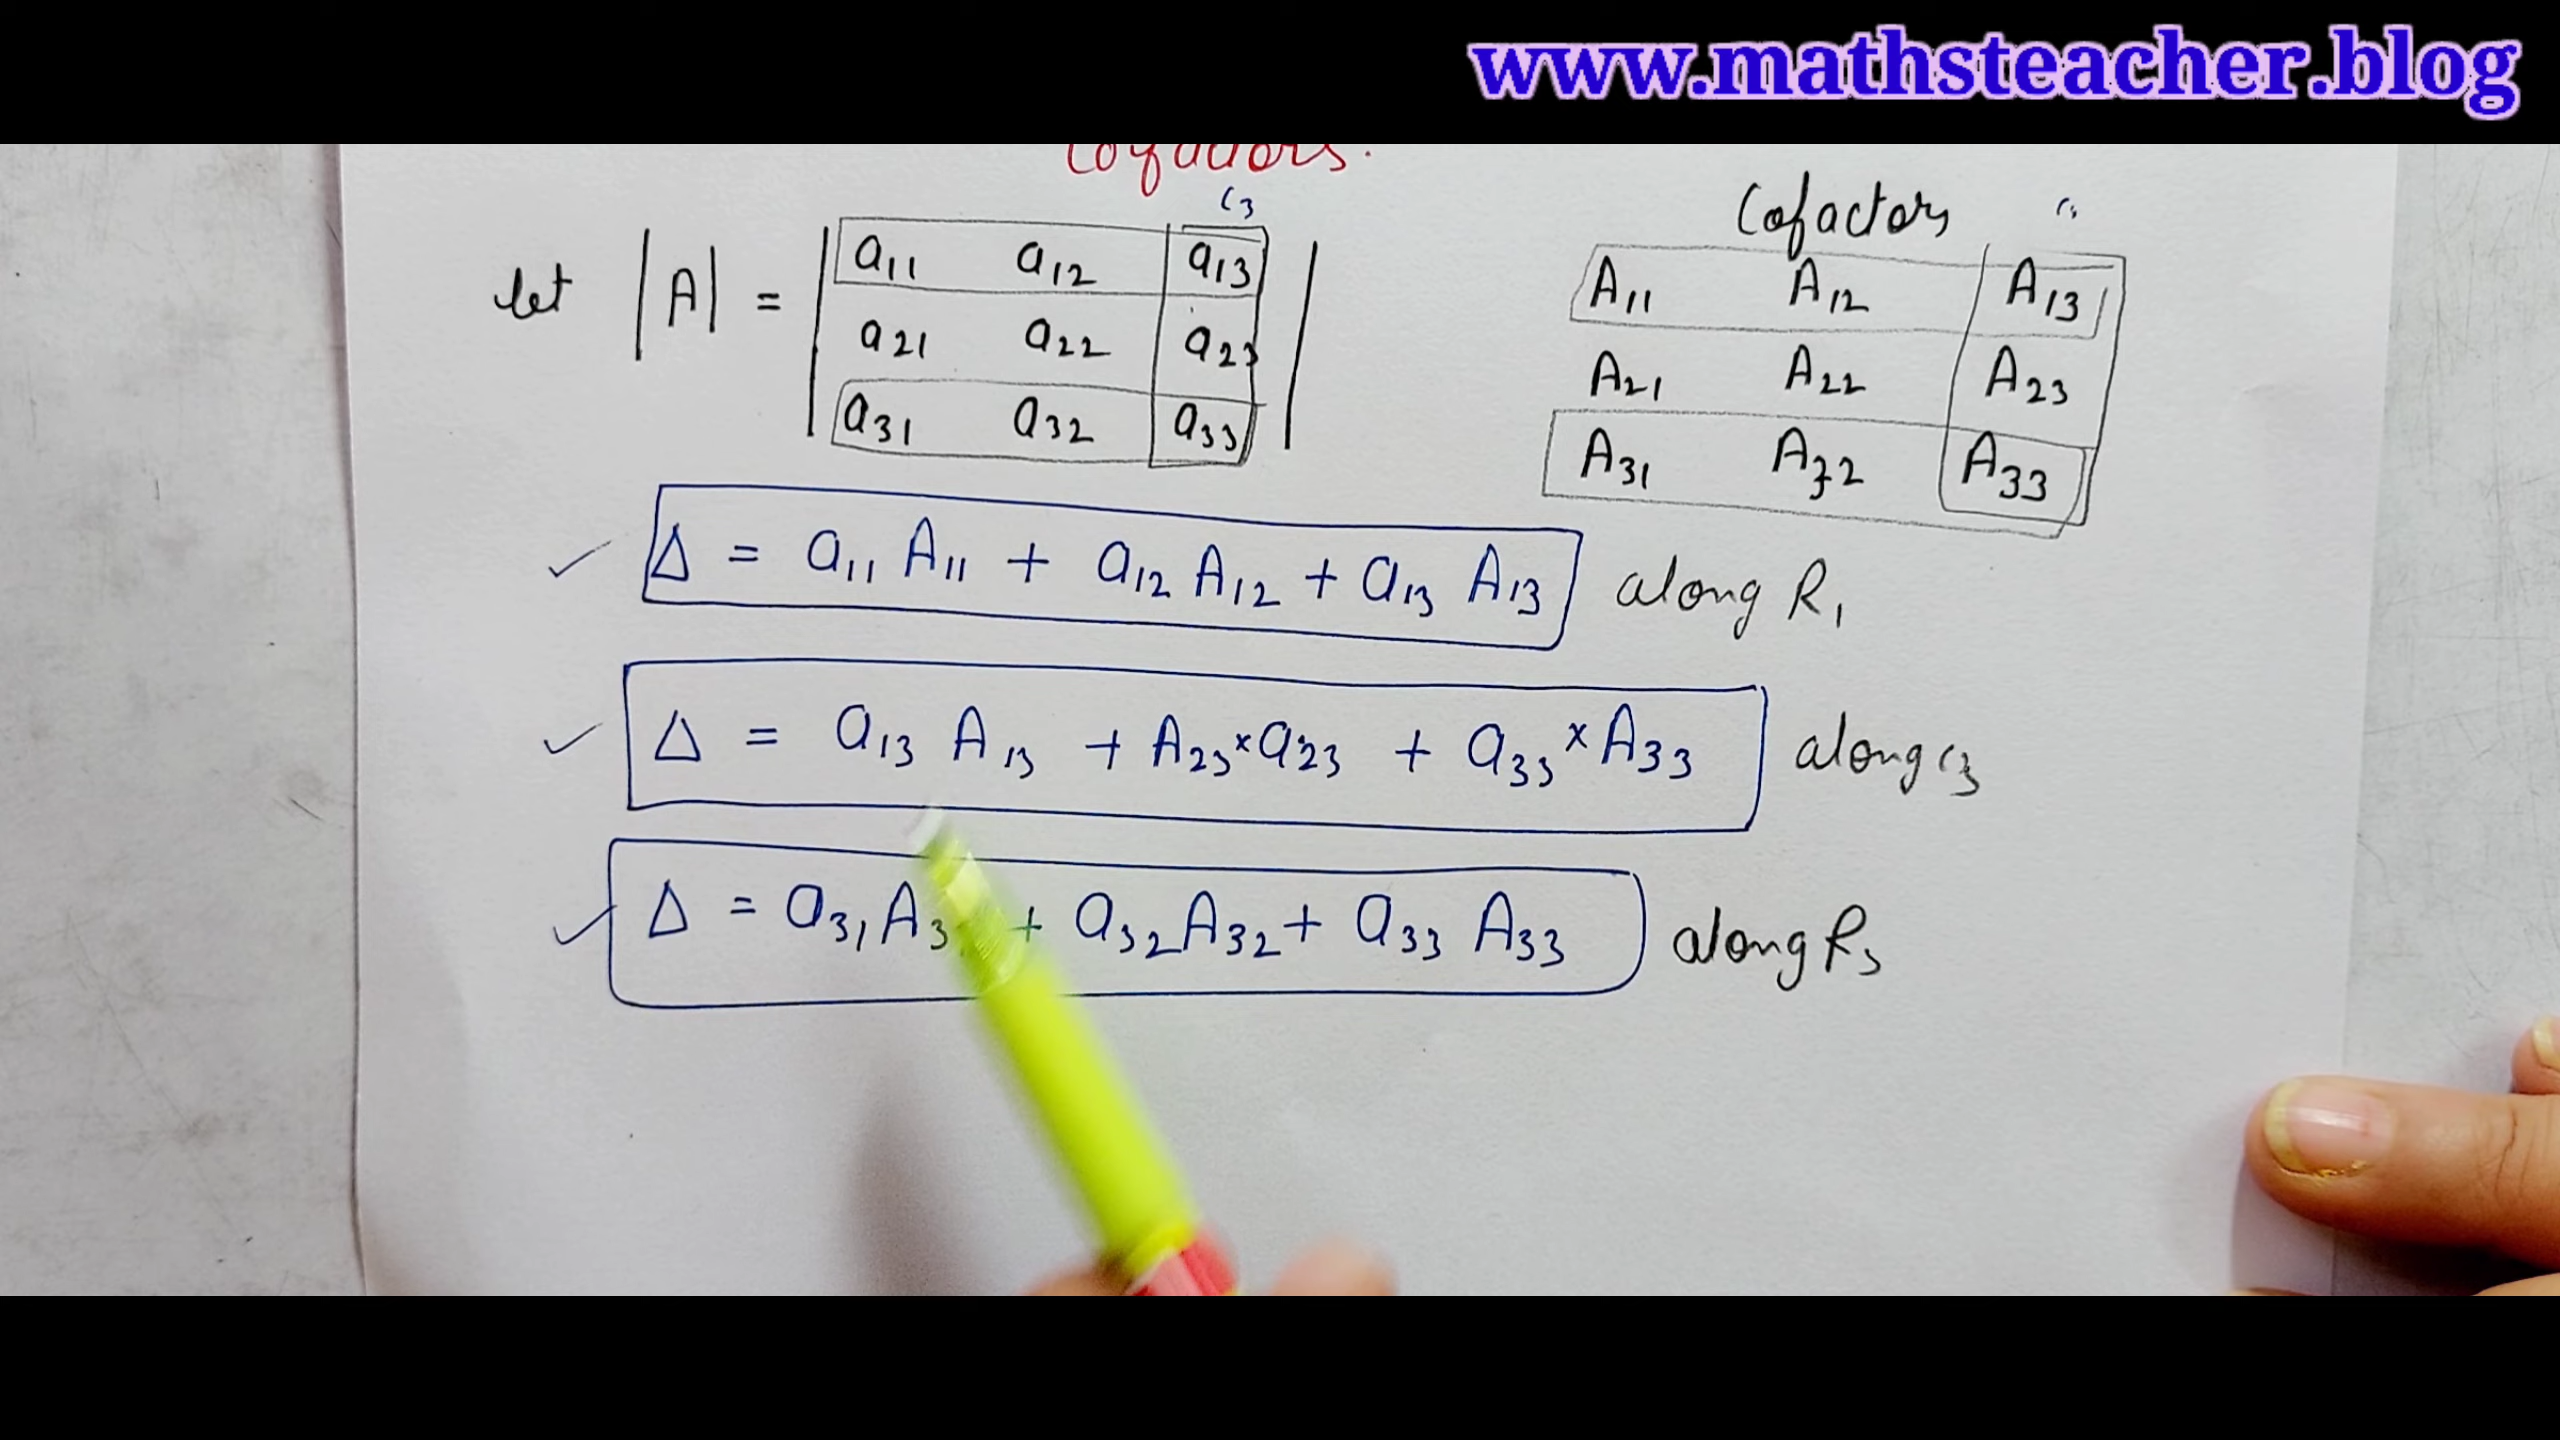 www.mathsteacher.blog
Cofactors.
C3
let |A| = | a11 a12 a13 |
a21 a22 a23
a31 a32 a33
Cofactors
A11 A12 A13
A21 A22 A23
A31 A32 A33
✓ Δ = a11 A11 + a12 A12 + a13 A13 along R1
✓ Δ = a13 A13 + A23 × a23 + a33 × A33 along C3
✓ Δ = a31 A3 + a32 A32 + a33 A33 along R3